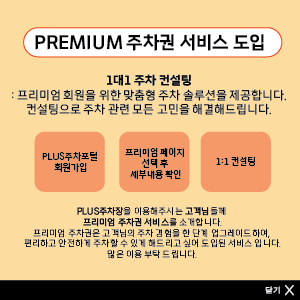 PREMIUM 주차권 서비스 도입
1대1 주차 컨설팅
: 프리미엄 회원을 위한 맞춤형 주차 솔루션을 제공합니다.
컨설팅으로 주차 관련 모든 고민을 해결해드립니다.
PLUS주차포털
회원가입
프리미엄 페이지
선택 후
세부내용 확인
1:1 컨설팅
PLUS주차장을 이용해주시는 고객님들께
프리미엄 주차권 서비스를 소개합니다.
프리미엄 주차권은 고객님의 주차 경험을 한 단계 업그레이드하여,
편리하고 안전하게 주차할 수 있게 해드리고 싶어 도입된 서비스 입니다.
많은 이용 부탁 드립니다.
닫기 X